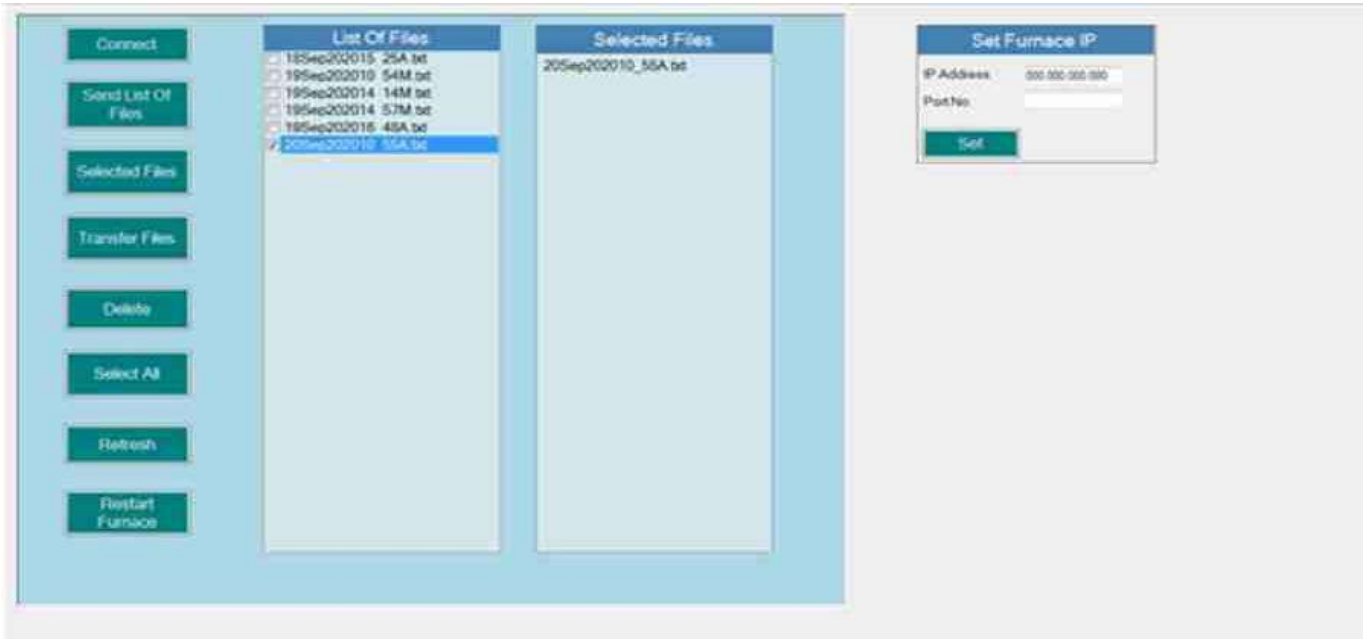 Connect
Send List Of
Files
Selected Files
Transfer Files
Delete
Select All
Refresh
Restart
Furnace
List Of Files
18Sep202015_25A.txt
19Sep202010_54M.txt
19Sep202014_14M.txt
19Sep202014_57M.txt
19Sep202016_48A.txt
20Sep202010_55A.txt
Selected Files
20Sep202010_55A.txt
Set Furnace IP
IP Address
000.000.000.000
Port No
Set